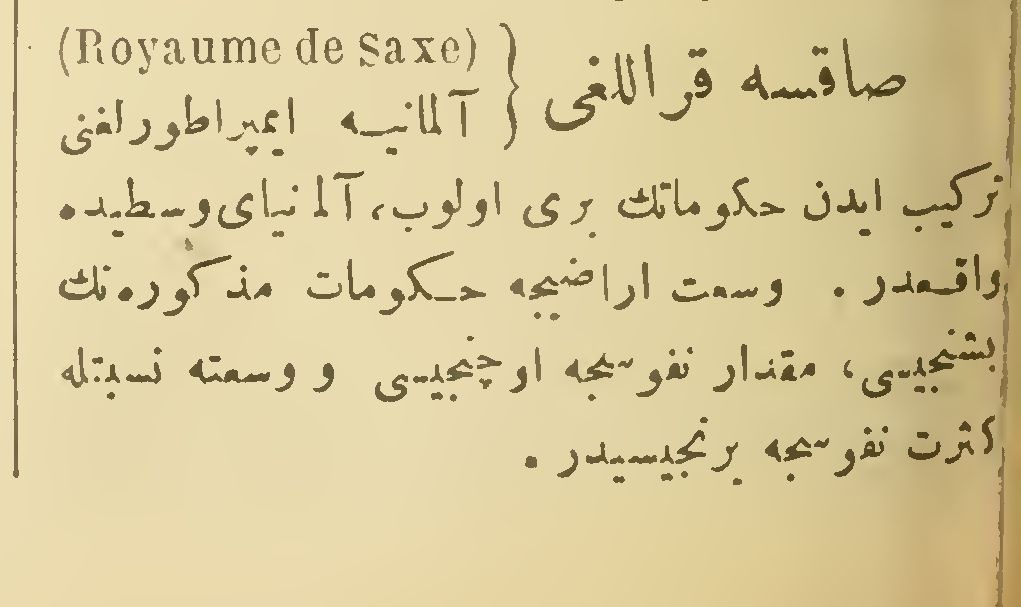 صاقسه قراللغی { (Royaume de Saxe)
آلمانیه ایمپراطورلغنی
ترکیب ایدن حکوماتك بری اولوب، آلمانیای وسطیده
واقعدر . وسعت اراضیجه حکومات مذکوره‌نك
بشنجیسی، مقدار نفوسجه اوچنجیسی و وسعته نسبتله
کثرت نفوسجه برنجیسیدر .